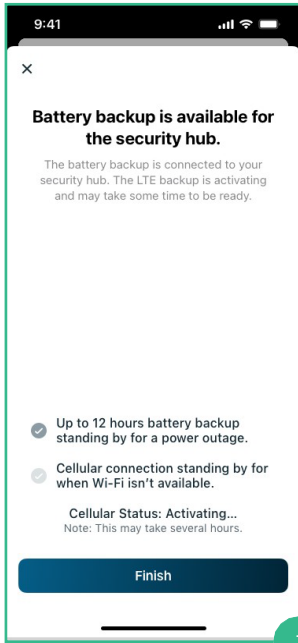 9:41
Battery backup is available for
the security hub.
The battery backup is connected to your
security hub. The LTE backup is activating
and may take some time to be ready.
Up to 12 hours battery backup
standing by for a power outage.
Cellular connection standing by for
when Wi-Fi isn't available.
Cellular Status: Activating...
Note: This may take several hours.
Finish